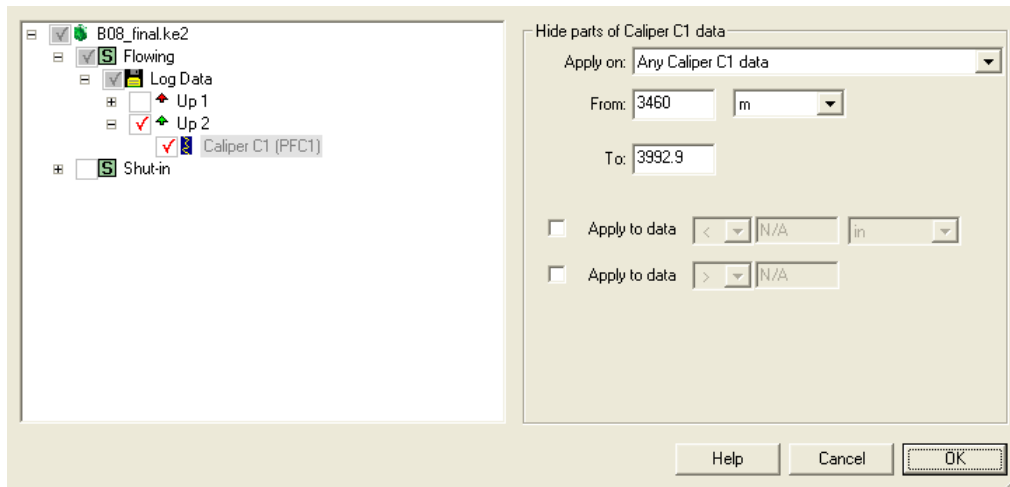 B08_final.ke2
S Flowing
Log Data
Up 1
Up 2
Caliper C1 (PFC1)
S Shut-in
Hide parts of Caliper C1 data
Apply on: Any Caliper C1 data
From: 3460 m
To: 3992.9
Apply to data < N/A in
Apply to data > N/A
Help Cancel OK